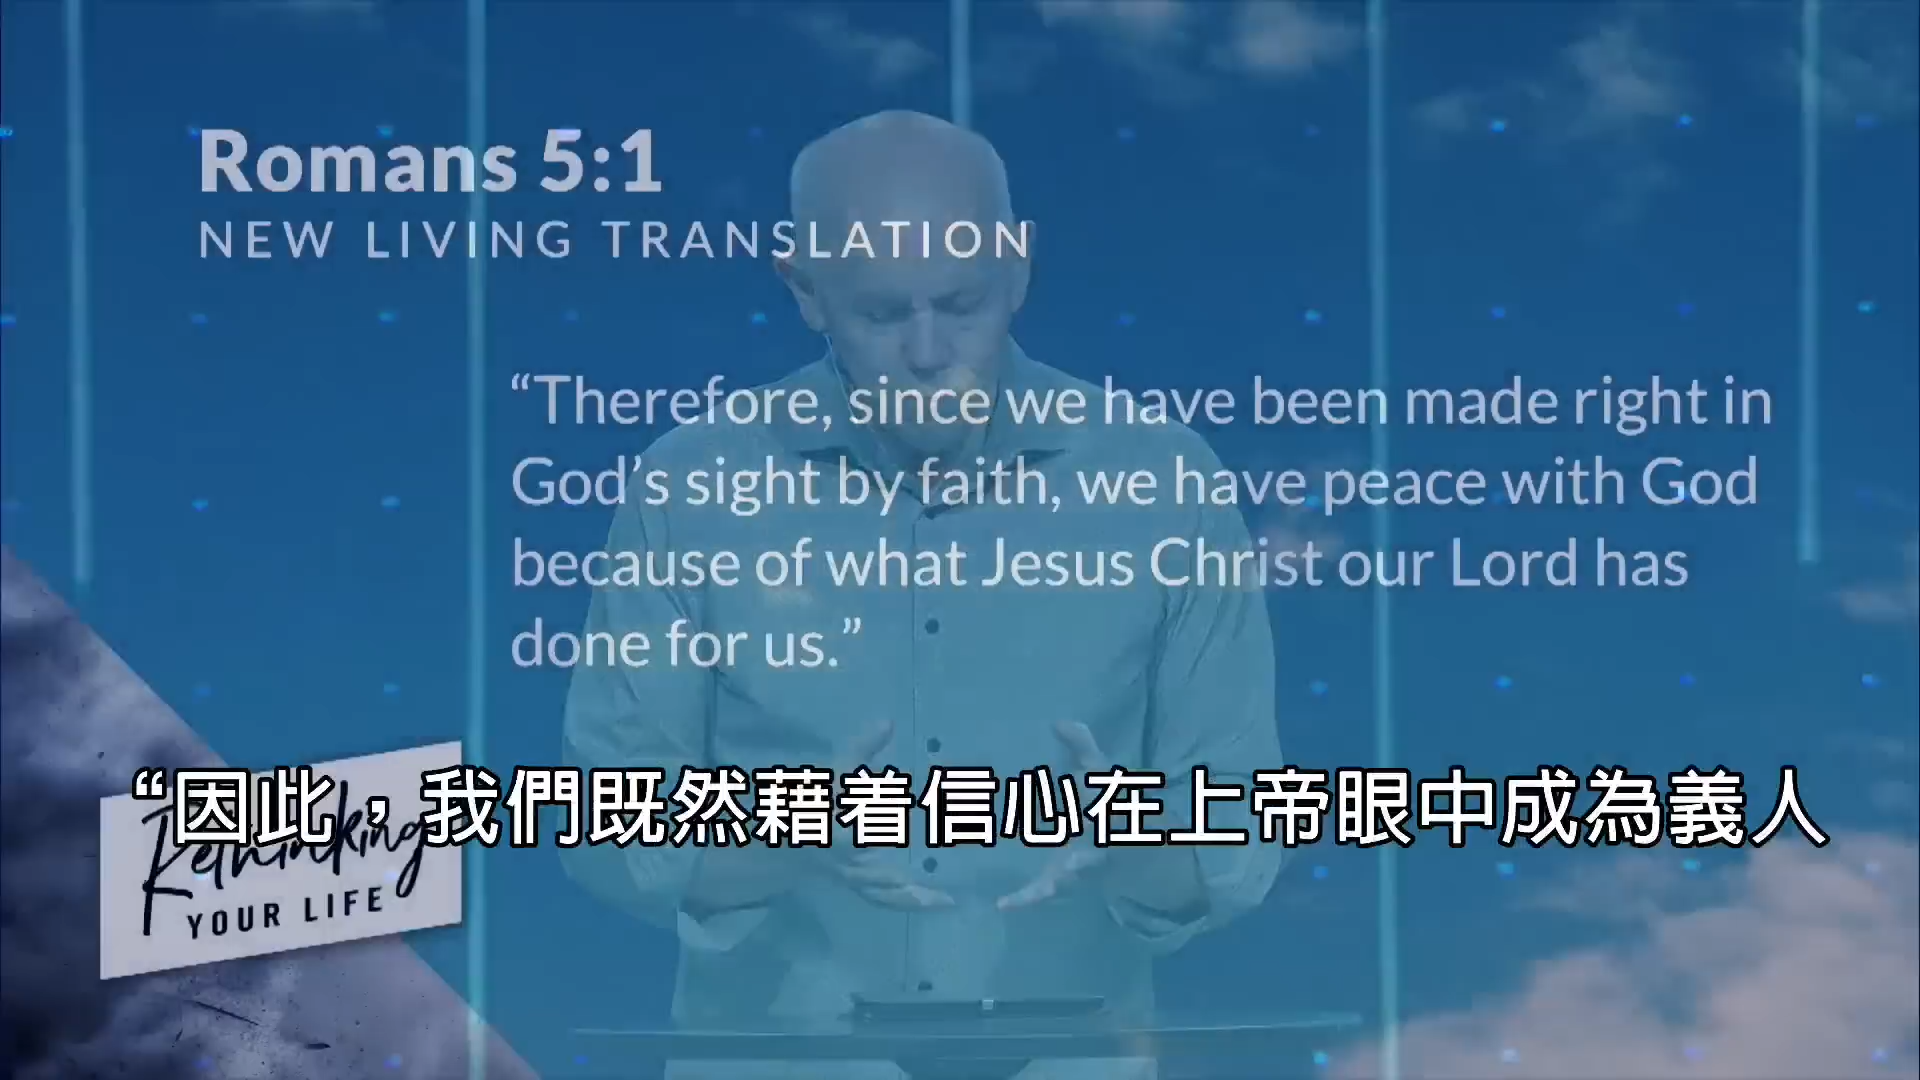 Romans 5:1
NEW LIVING TRANSLATION
“Therefore, since we have been made right in
God’s sight by faith, we have peace with God
because of what Jesus Christ our Lord has
done for us.”
“因此，我們既然藉着信心在上帝眼中成為義人
Rethinking
YOUR LIFE